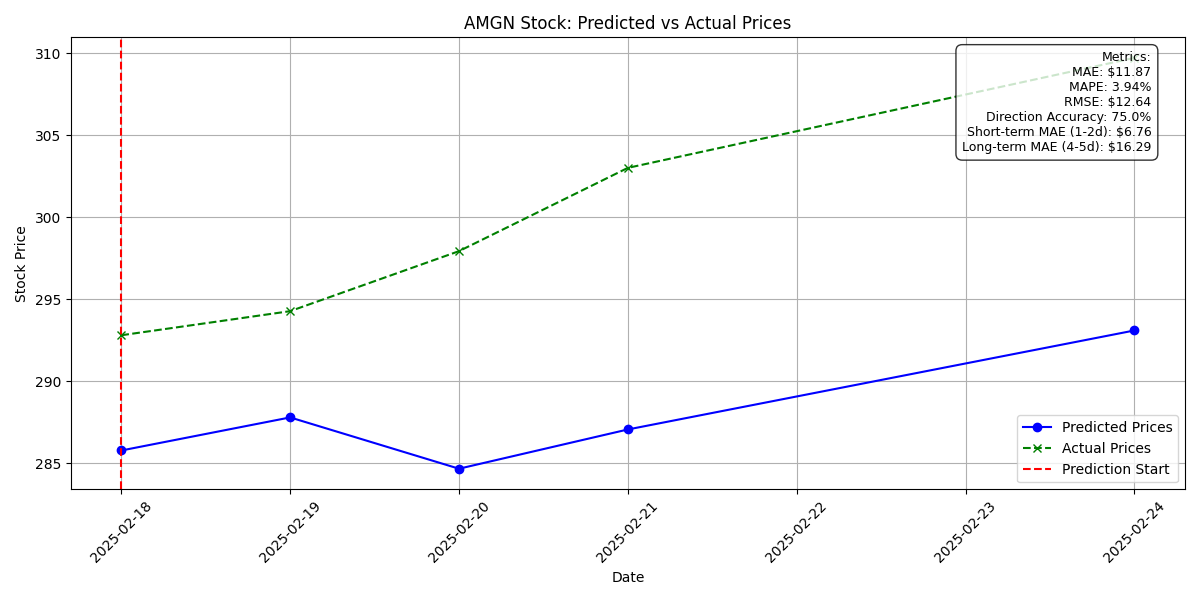 AMGN Stock: Predicted vs Actual Prices
310
305
300
295
290
285
Stock Price
Metrics:
MAE: $11.87
MAPE: 3.94%
RMSE: $12.64
Direction Accuracy: 75.0%
Short-term MAE (1-2d): $6.76
Long-term MAE (4-5d): $16.29
Predicted Prices
Actual Prices
Prediction Start
2025-02-18
2025-02-19
2025-02-20
2025-02-21
2025-02-22
2025-02-23
2025-02-24
Date